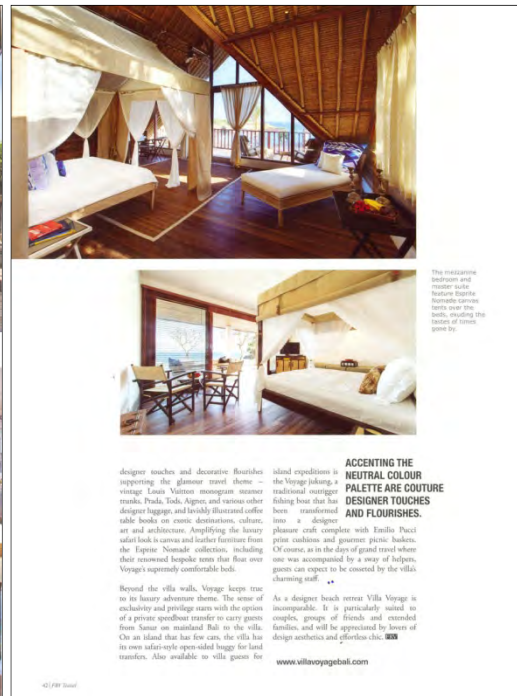 The mezzanine
bedroom and
master suite
feature Esprite
Nomade canvas
tents over the
beds, exuding the
tastes of times
gone by.
designer touches and decorative flourishes
supporting the glamour travel theme –
vintage Louis Vuitton monogram steamer
trunks, Prada, Tods, Aigner, and various other
designer luggage, and lavishly illustrated coffee
table books on exotic destinations, culture,
art and architecture. Amplifying the luxury
safari look is canvas and leather furniture from
the Esprite Nomade collection, including
their renowned bespoke tents that float over
Voyage's supremely comfortable beds.
Beyond the villa walls, Voyage keeps true
to its luxury adventure theme. The sense of
exclusivity and privilege starts with the option
of a private speedboat transfer to carry guests
from Sanur on mainland Bali to the villa.
On an island that has few cars, the villa has
its own safari-style open-sided buggy for land
transfers. Also available to villa guests for
island expeditions is
the Voyage jukung, a
traditional outrigger
fishing boat that has
been transformed
into a designer
pleasure craft complete with Emilio Pucci
print cushions and gourmet picnic baskets.
Of course, as in the days of grand travel where
one was accompanied by a sway of helpers,
guests can expect to be cosseted by the villa's
charming staff.
As a designer beach retreat Villa Voyage is
incomparable. It is particularly suited to
couples, groups of friends and extended
families, and will be appreciated by lovers of
design aesthetics and effortless chic.
ACCENTING THE
NEUTRAL COLOUR
PALETTE ARE COUTURE
DESIGNER TOUCHES
AND FLOURISHES.
www.villavoyagebali.com
42|